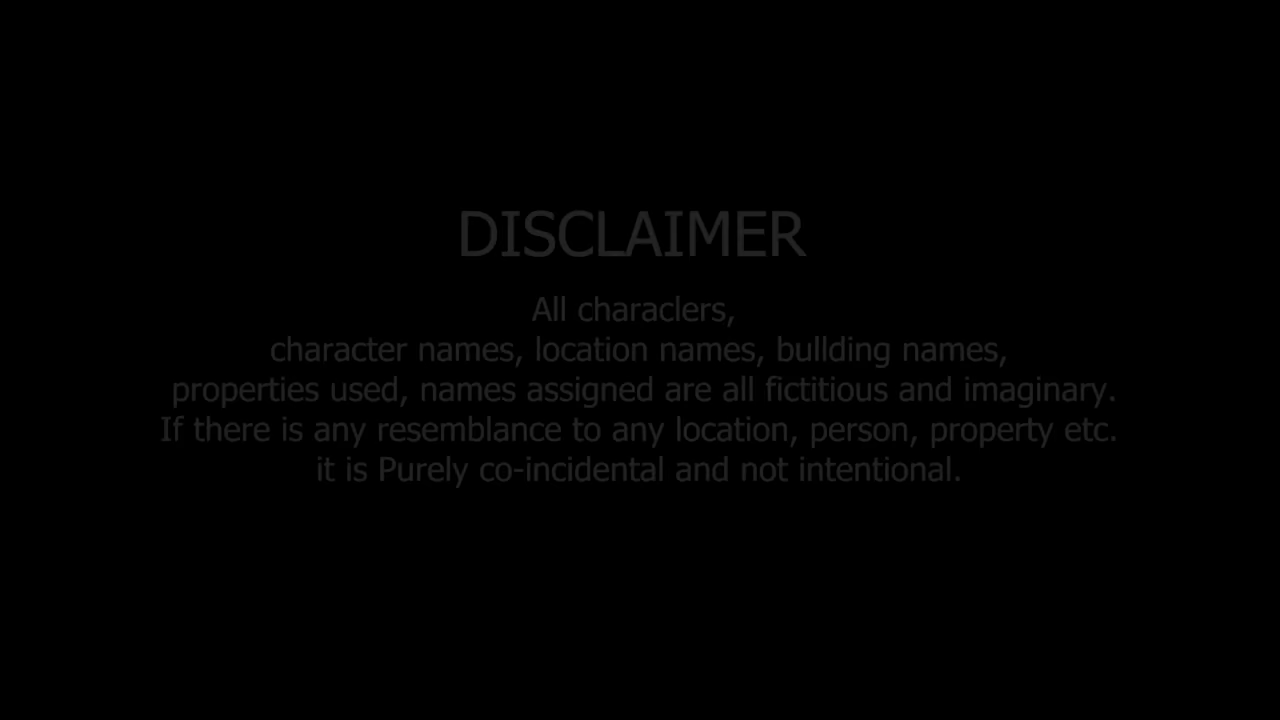 DISCLAIMER
All characlers,
character names, location names, bullding names,
properties used, names assigned are all fictitious and imaginary.
If there is any resemblance to any location, person, property etc.
it is Purely co-incidental and not intentional.